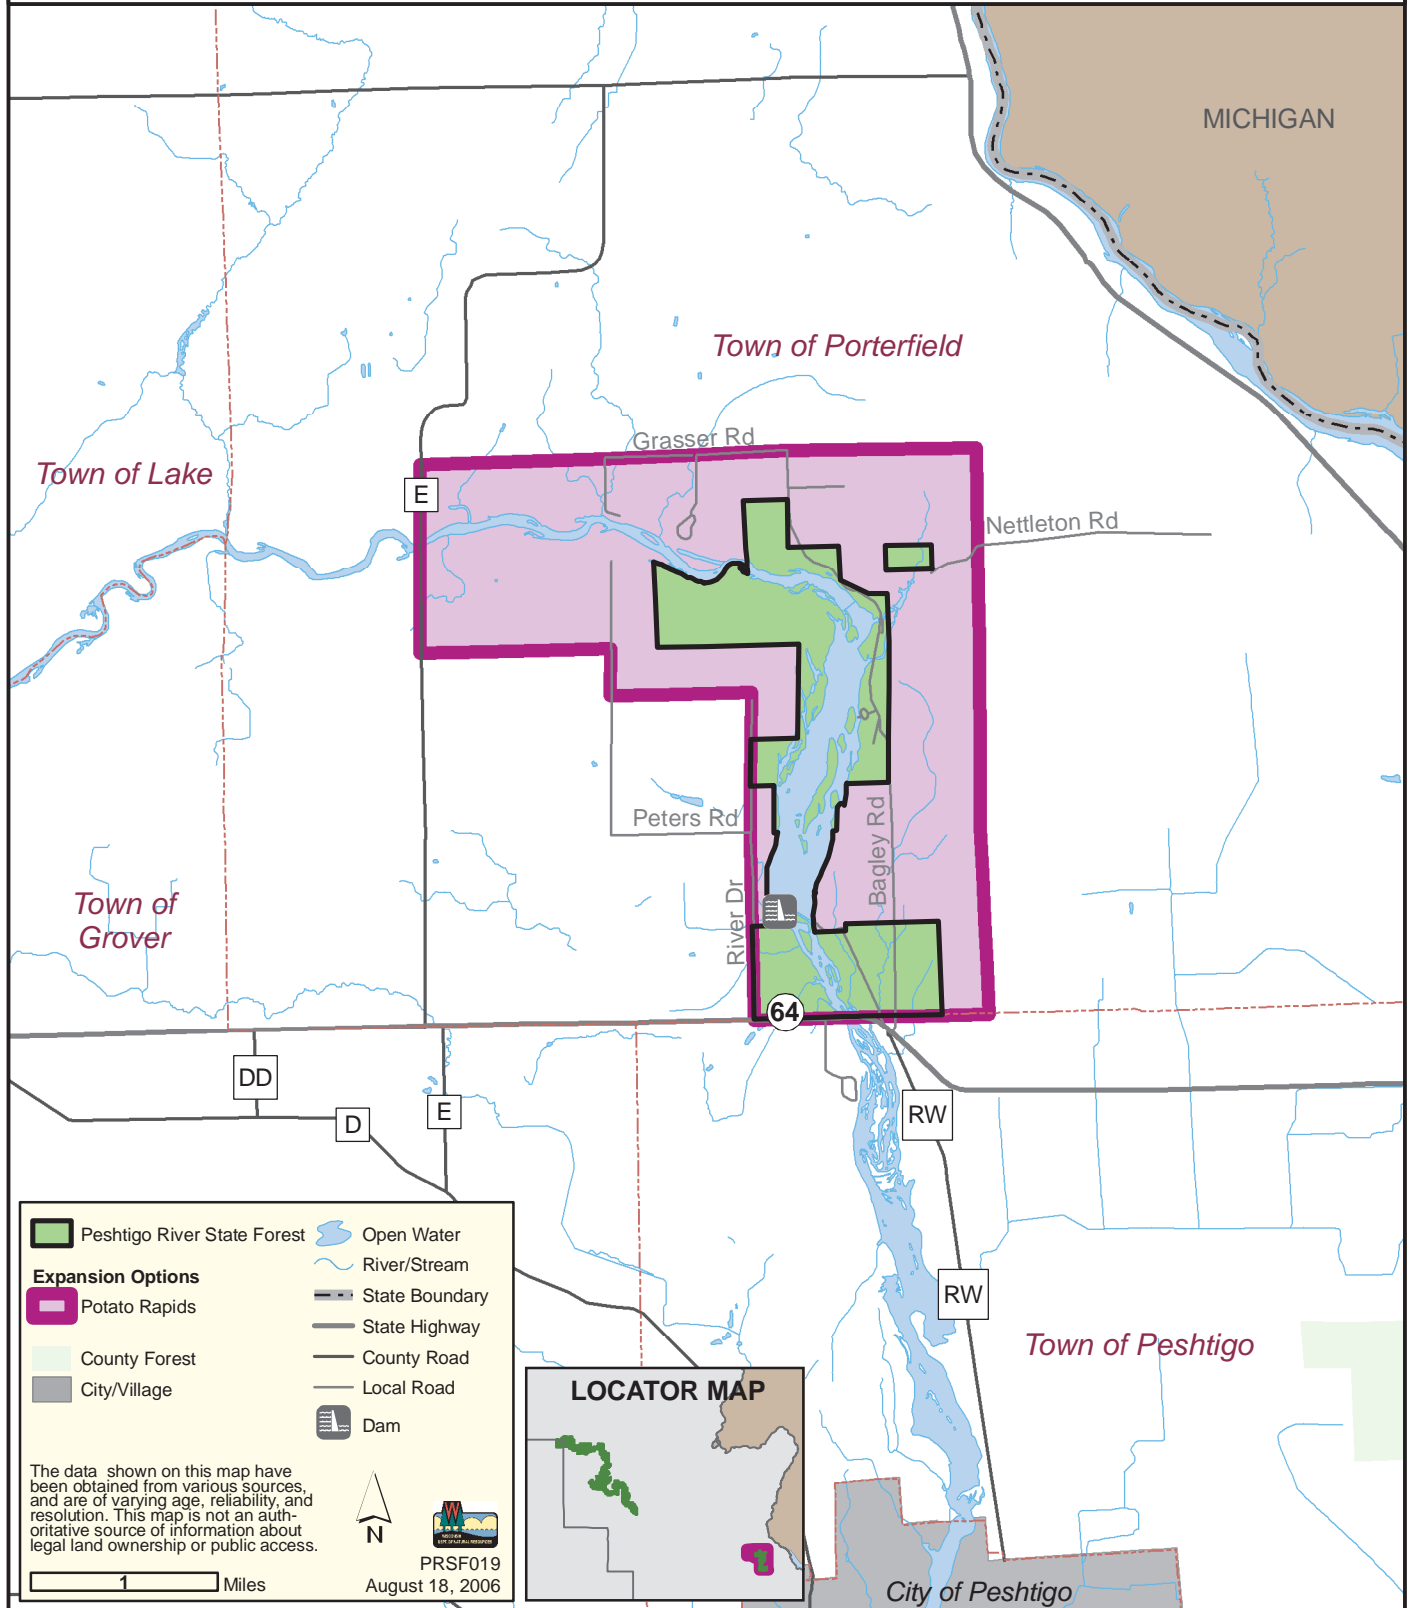 MICHIGAN
Town of Porterfield
Grasser Rd
Town of Lake
E
Nettleton Rd
Peters Rd
Bagley Rd
River Dr
Town of
Grover
64
DD
D
E
RW
RW
Town of Peshtigo
City of Peshtigo
Peshtigo River State Forest
Expansion Options
Potato Rapids
County Forest
City/Village
Open Water
River/Stream
State Boundary
State Highway
County Road
Local Road
Dam
The data shown on this map have
been obtained from various sources,
and are of varying age, reliability, and
resolution. This map is not an auth-
oritative source of information about
legal land ownership or public access.
N
W
WISCONSIN
DEPT. OF NATURAL RESOURCES
PRSF019
August 18, 2006
1 Miles
LOCATOR MAP